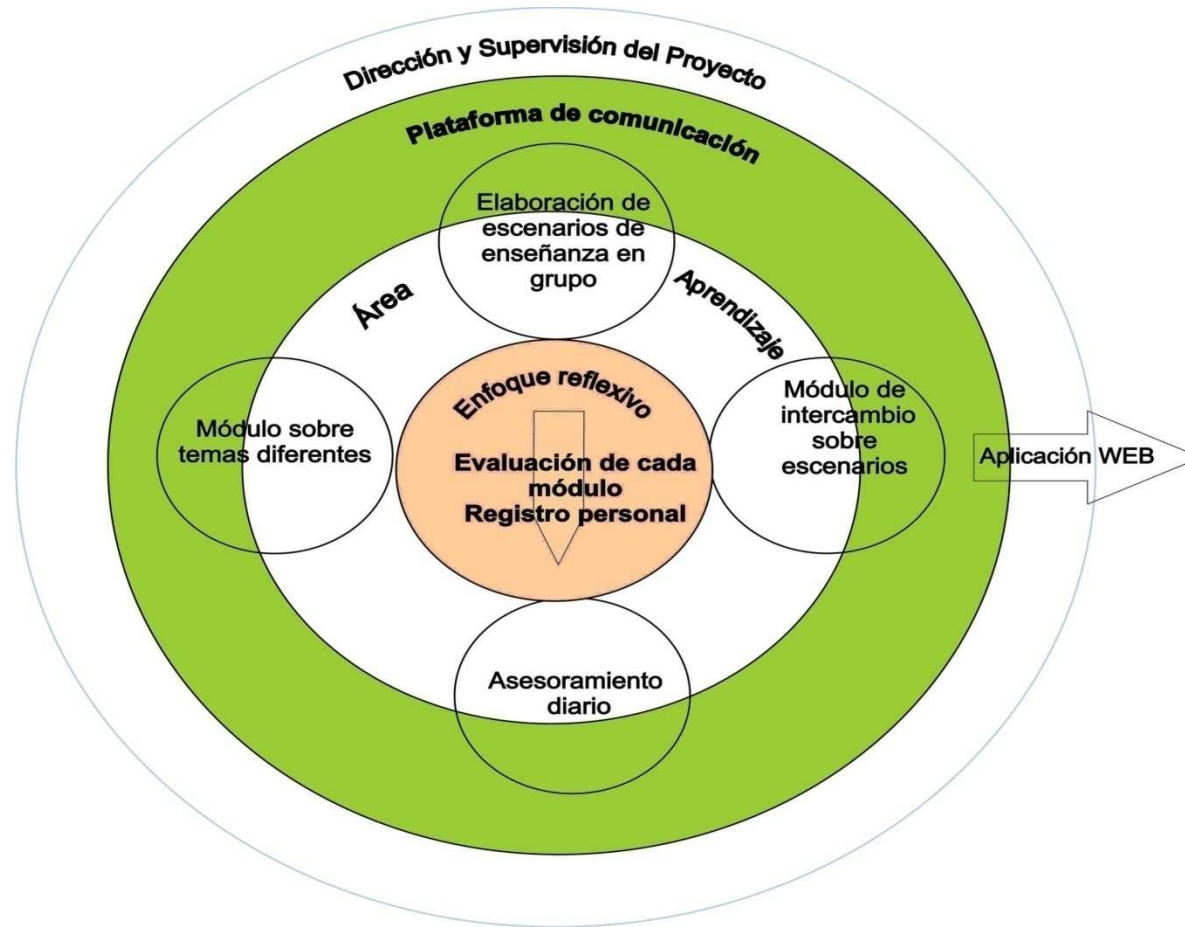 Dirección y Supervisión del Proyecto
Plataforma de comunicación
Elaboración de
escenarios de
enseñanza en
grupo
Área
Aprendizaje
Módulo sobre
temas diferentes
Enfoque reflexivo
Evaluación de cada
módulo
Registro personal
Módulo de
intercambio
sobre
escenarios
Aplicación WEB
Asesoramiento
diario